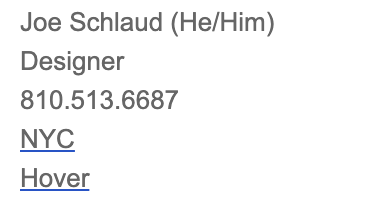 Joe Schlaud (He/Him)
Designer
810.513.6687
NYC
Hover